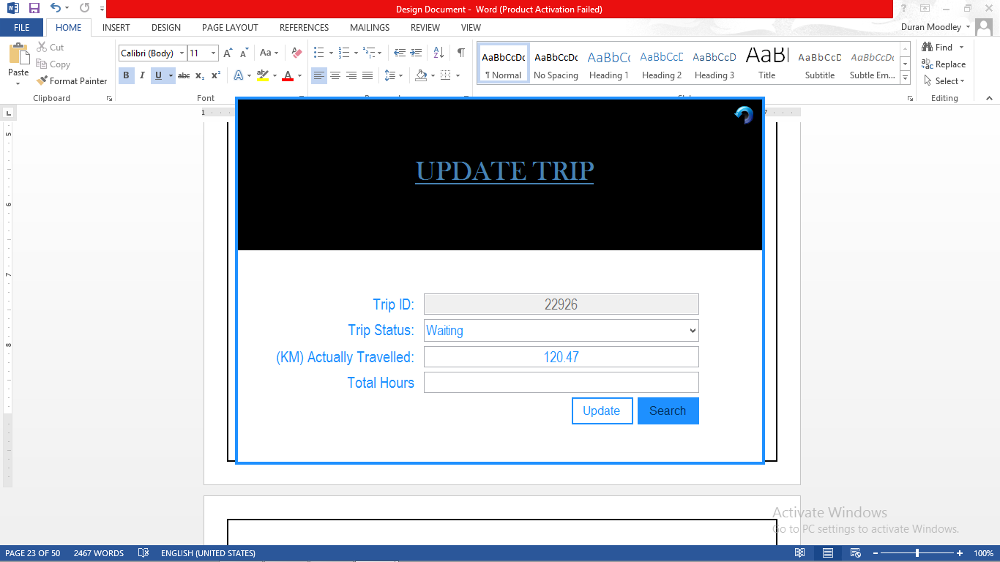 Design Document - Word (Product Activation Failed)
FILE HOME INSERT DESIGN PAGE LAYOUT REFERENCES MAILINGS REVIEW VIEW Duran Moodley
Paste
Cut
Copy
Format Painter
Clipboard
Calibri (Body) 11
Font
AaBbCcDc AaBbCcDc AaBbCc AaBbCcD AaBbCcD AaBl AaBbCcD AaBbCcDc
¶ Normal No Spacing Heading 1 Heading 2 Heading 3 Title Subtitle Subtle Em...
Find
Replace
Select
Editing
UPDATE TRIP
Trip ID: 22926
Trip Status: Waiting
(KM) Actually Travelled: 120.47
Total Hours
Update Search
Activate Windows
Go to PC settings to activate Windows.
PAGE 23 OF 50 2467 WORDS ENGLISH (UNITED STATES) 100%